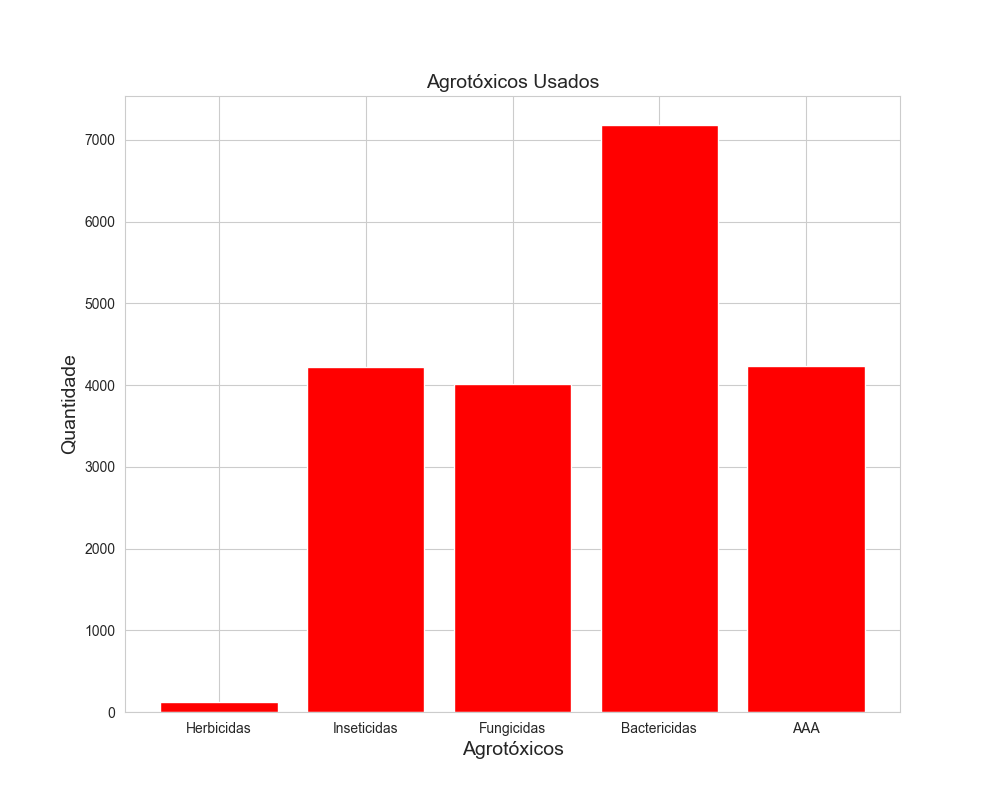 Agrotóxicos Usados
7000
6000
5000
4000
3000
2000
1000
0
Quantidade
Herbicidas Inseticidas Fungicidas Bactericidas AAA
Agrotóxicos